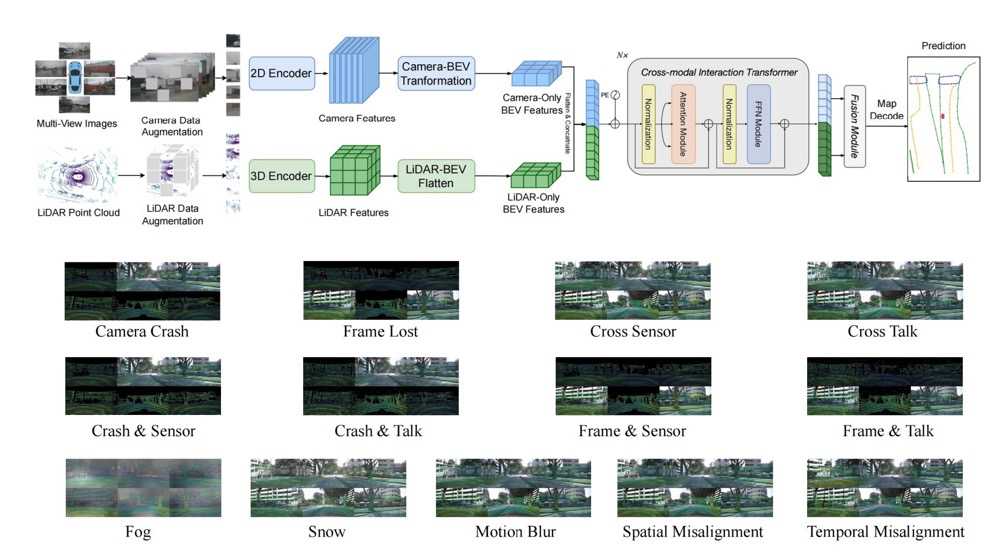 Multi-View Images
Camera Data
Augmentation
2D Encoder
Camera Features
Camera-BEV
Tranformation
Camera-Only
BEV Features
LiDAR Point Cloud
LiDAR Data
Augmentation
3D Encoder
LiDAR Features
LiDAR-BEV
Flatten
LiDAR-Only
BEV Features
Flatten & Concatnate
PE
N×
Cross-modal Interaction Transformer
Normalization
Attention Module
Normalization
FFN Module
Fusion Module
Map
Decode
Prediction
Camera Crash
Frame Lost
Cross Sensor
Cross Talk
Crash & Sensor
Crash & Talk
Frame & Sensor
Frame & Talk
Fog
Snow
Motion Blur
Spatial Misalignment
Temporal Misalignment